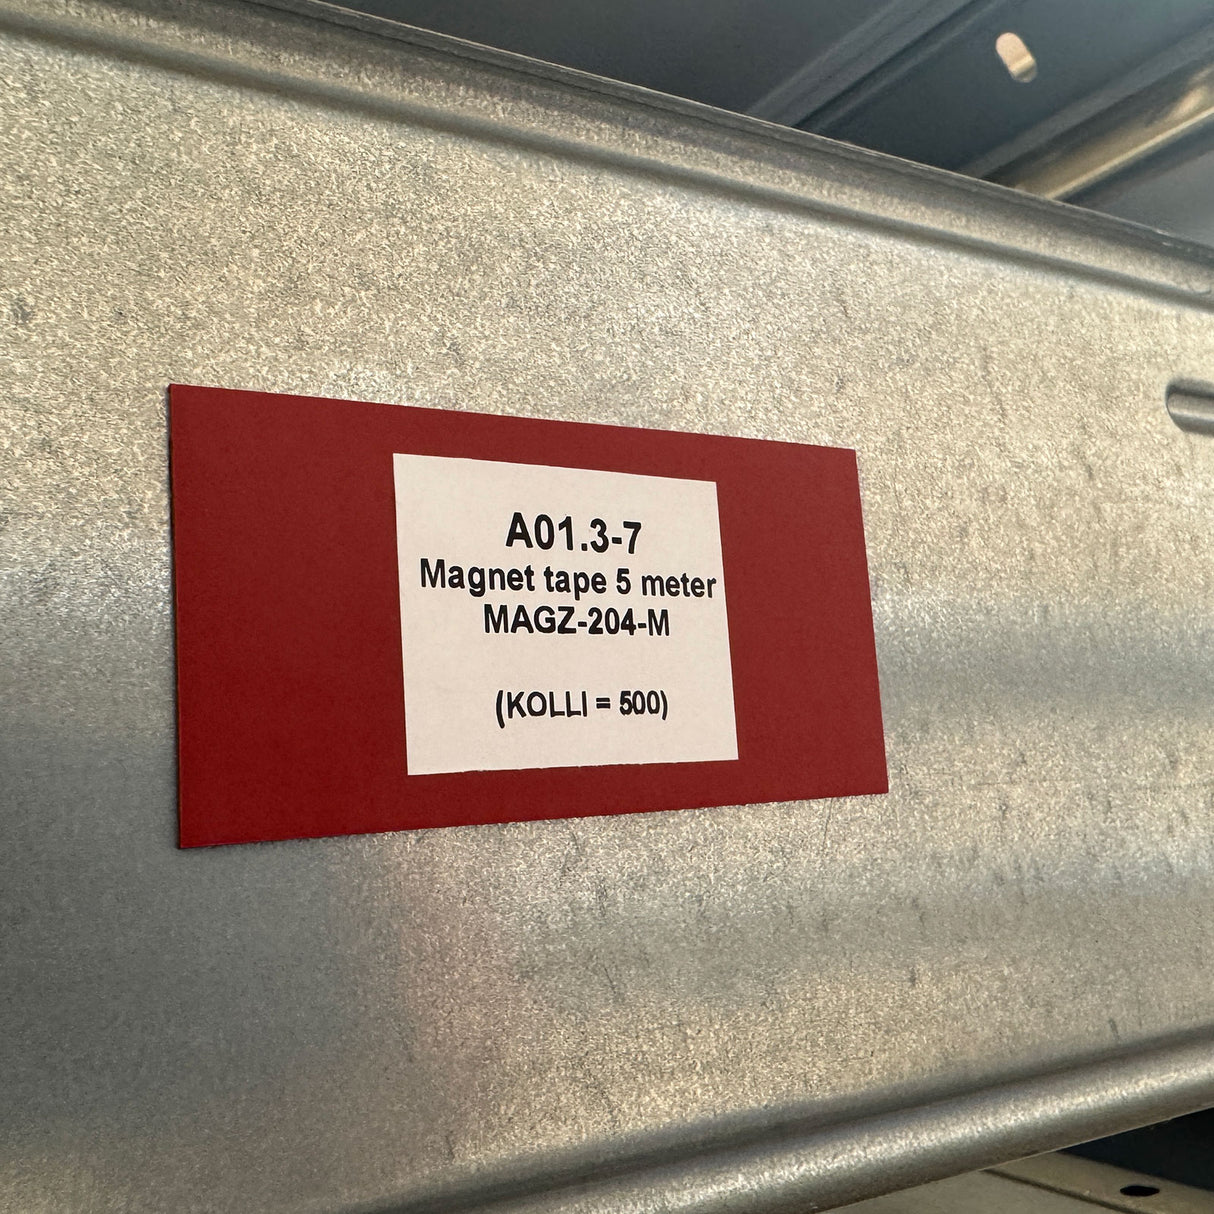 A01.3-7
Magnet tape 5 meter
MAGZ-204-M
(KOLLI = 500)